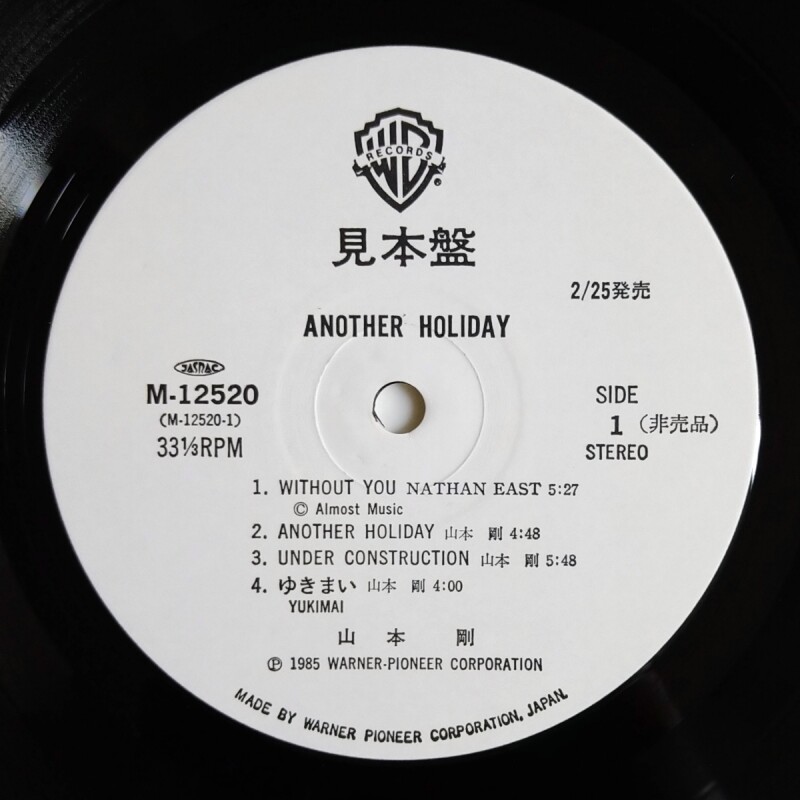 WB RECORDS ®
見本盤
2/25発売
ANOTHER HOLIDAY
JASRAC
M-12520
(M-12520-1)
33⅓RPM
SIDE
1 (非売品)
STEREO
1. WITHOUT YOU NATHAN EAST 5:27
© Almost Music
2. ANOTHER HOLIDAY 山本 剛 4:48
3. UNDER CONSTRUCTION 山本 剛 5:48
4. ゆきまい 山本 剛 4:00
YUKIMAI
山本 剛
℗ 1985 WARNER-PIONEER CORPORATION
MADE BY WARNER PIONEER CORPORATION, JAPAN.